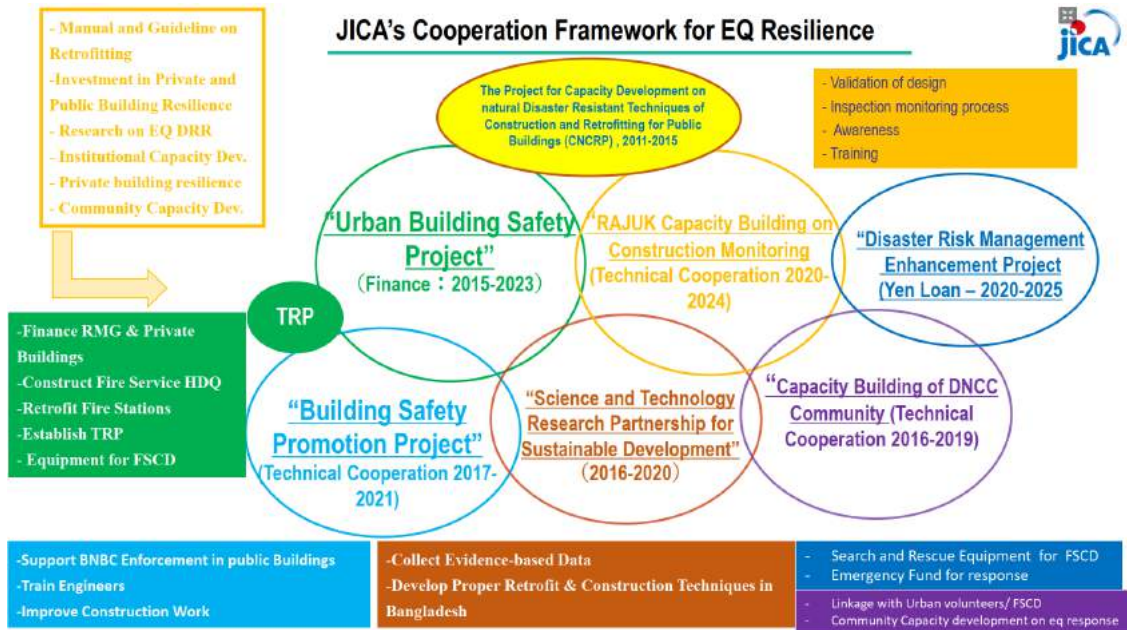 JICA's Cooperation Framework for EQ Resilience
jICA
- Manual and Guideline on
Retrofitting
-Investment in Private and
Public Building Resilience
- Research on EQ DRR
- Institutional Capacity Dev.
- Private building resilience
- Community Capacity Dev.
The Project for Capacity Development on
natural Disaster Resistant Techniques of
Construction and Retrofitting for Public
Buildings (CNCRP) , 2011-2015
- Validation of design
- Inspection monitoring process
- Awareness
- Training
“Urban Building Safety
Project”
(Finance：2015-2023)
“RAJUK Capacity Building on
Construction Monitoring
(Technical Cooperation 2020-
2024)
“Disaster Risk Management
Enhancement Project
(Yen Loan – 2020-2025
TRP
-Finance RMG & Private
Buildings
-Construct Fire Service HDQ
-Retrofit Fire Stations
-Establish TRP
- Equipment for FSCD
“Building Safety
Promotion Project”
(Technical Cooperation 2017-
2021)
“Science and Technology
Research Partnership for
Sustainable Development”
(2016-2020)
“Capacity Building of DNCC
Community (Technical
Cooperation 2016-2019)
-Support BNBC Enforcement in public Buildings
-Train Engineers
-Improve Construction Work
-Collect Evidence-based Data
-Develop Proper Retrofit & Construction Techniques in
Bangladesh
- Search and Rescue Equipment for FSCD
- Emergency Fund for response
- Linkage with Urban volunteers/ FSCD
- Community Capacity development on eq response